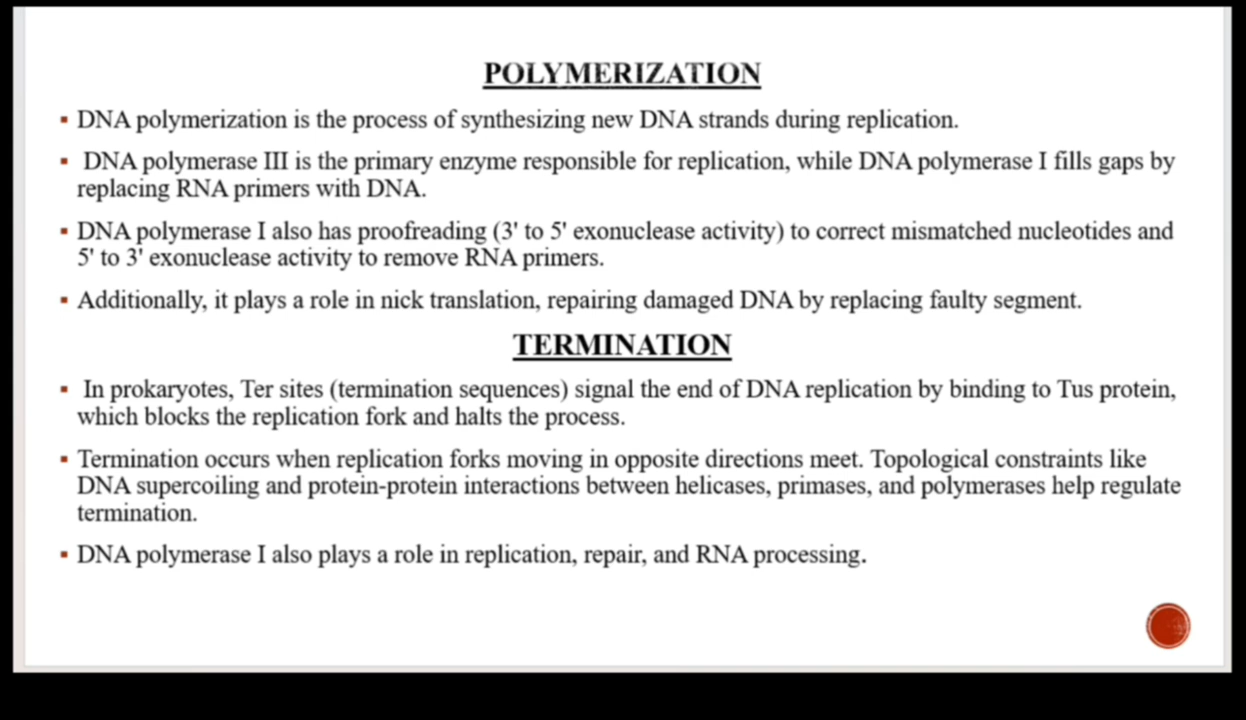 POLYMERIZATION
▪ DNA polymerization is the process of synthesizing new DNA strands during replication.
▪ DNA polymerase III is the primary enzyme responsible for replication, while DNA polymerase I fills gaps by
replacing RNA primers with DNA.
▪ DNA polymerase I also has proofreading (3' to 5' exonuclease activity) to correct mismatched nucleotides and
5' to 3' exonuclease activity to remove RNA primers.
▪ Additionally, it plays a role in nick translation, repairing damaged DNA by replacing faulty segment.
TERMINATION
▪ In prokaryotes, Ter sites (termination sequences) signal the end of DNA replication by binding to Tus protein,
which blocks the replication fork and halts the process.
▪ Termination occurs when replication forks moving in opposite directions meet. Topological constraints like
DNA supercoiling and protein-protein interactions between helicases, primases, and polymerases help regulate
termination.
▪ DNA polymerase I also plays a role in replication, repair, and RNA processing.